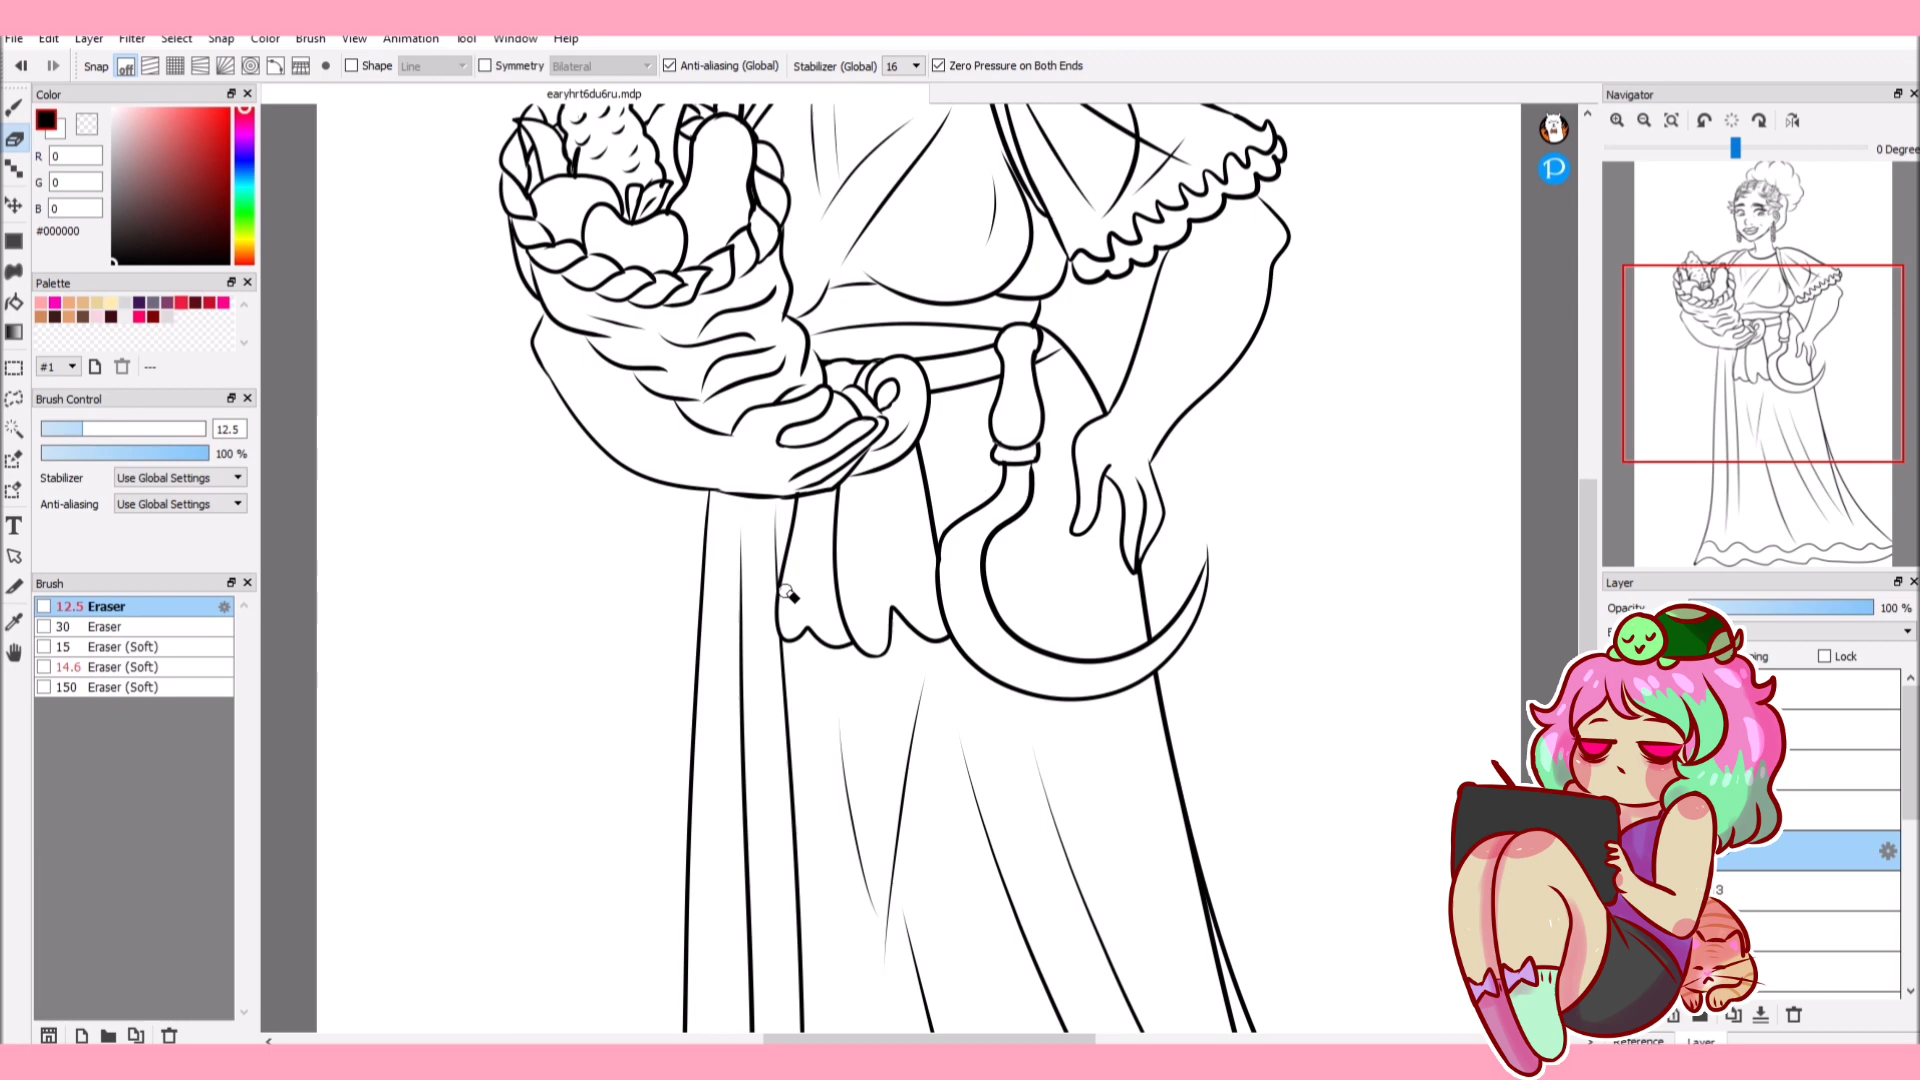 File Edit Layer Filter Select Snap Color Brush View Animation Tool Window Help
Snap off Shape Line Symmetry Bilateral Anti-aliasing (Global) Stabilizer (Global) 16 Zero Pressure on Both Ends
Color
earyhrt6du6ru.mdp
Navigator
0 Degree
R 0
G 0
B 0
#000000
Palette
#1 ---
Brush Control
12.5
100 %
Stabilizer Use Global Settings
Anti-aliasing Use Global Settings
Brush
12.5 Eraser
30 Eraser
15 Eraser (Soft)
14.6 Eraser (Soft)
150 Eraser (Soft)
T
P
Layer
Opacity 100 %
Lock
3
Reference Layer